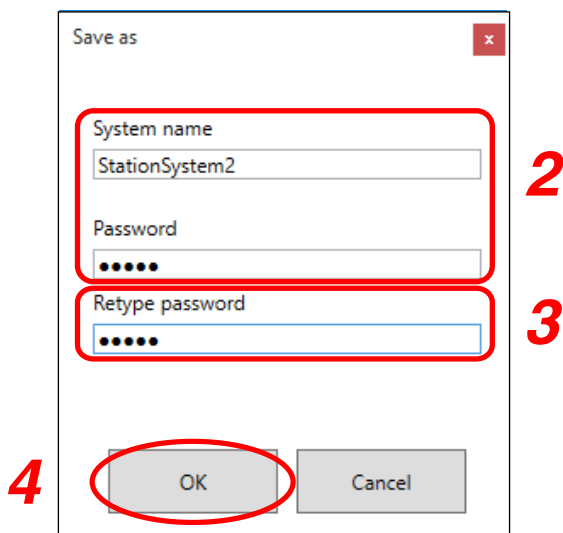 Save as
x
System name
StationSystem2
2
Password
●●●●●
Retype password
●●●●●
3
4
OK
Cancel